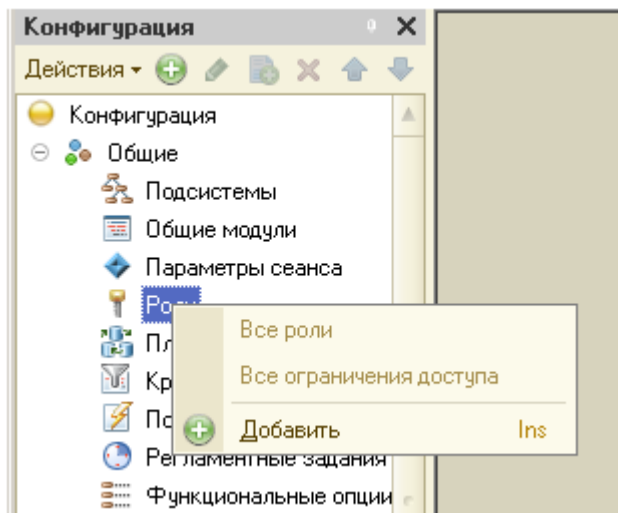 Конфигурация
Действия
Конфигурация
Общие
Подсистемы
Общие модули
Параметры сеанса
Все роли
Все ограничения доступа
Добавить Ins
Регламентные задания
Функциональные опции